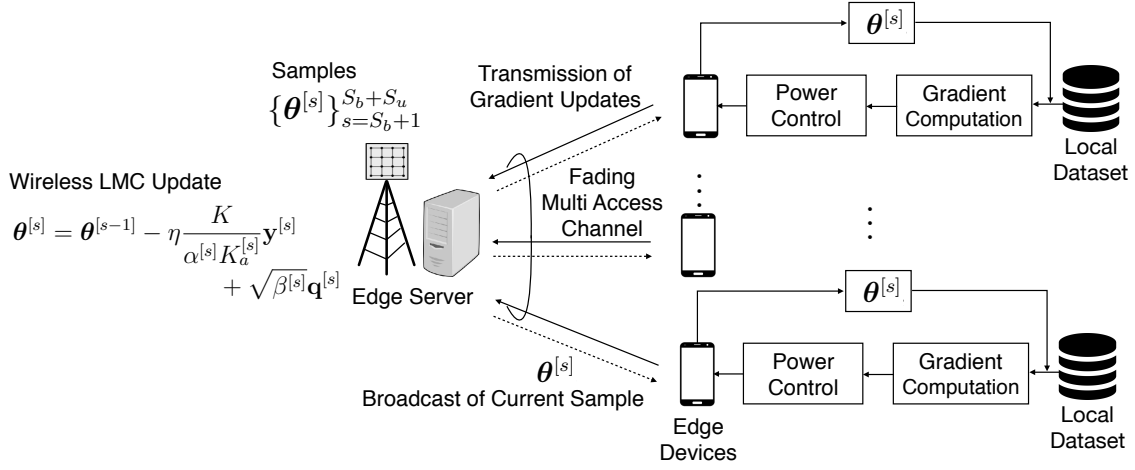 Samples
{θ^{[s]}}_{s=S_b+1}^{S_b+S_u}
Wireless LMC Update
θ^{[s]} = θ^{[s-1]} − η \frac{K}{α^{[s]} K_a^{[s]}} y^{[s]}
+ \sqrt{β^{[s]}} q^{[s]}
Edge Server
Transmission of
Gradient Updates
Fading
Multi Access
Channel
θ^{[s]}
Broadcast of Current Sample
θ^{[s]}
Power
Control
Gradient
Computation
Local
Dataset
θ^{[s]}
Power
Control
Gradient
Computation
Edge
Devices
Local
Dataset